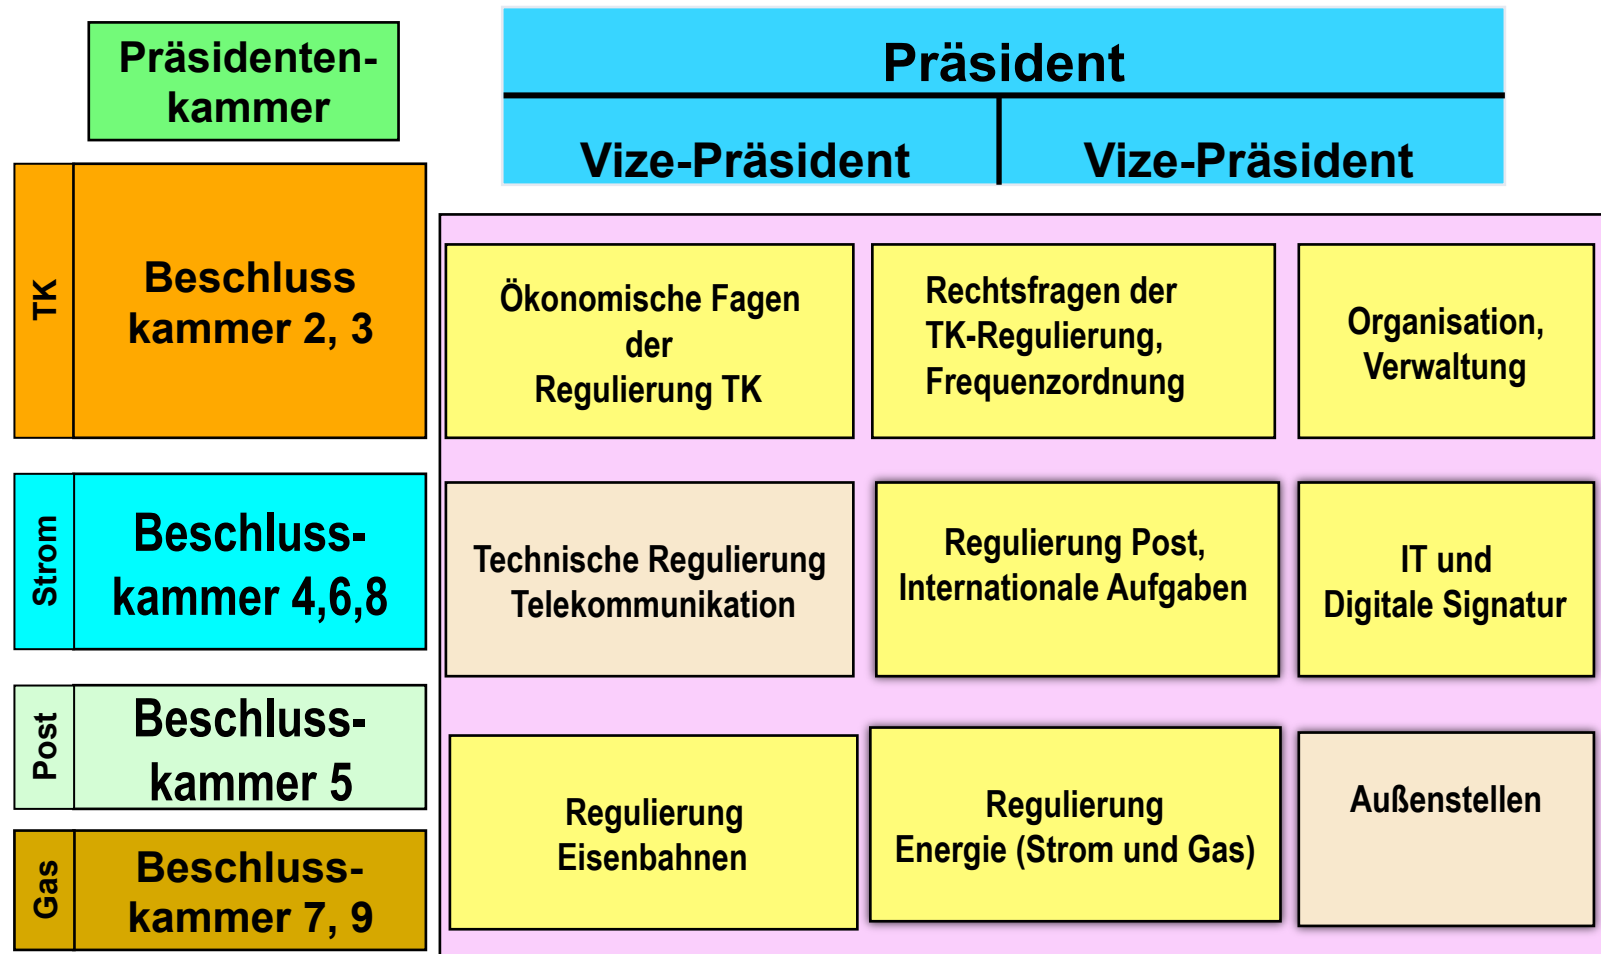 Präsidenten-
kammer
Präsident
Vize-Präsident
Vize-Präsident
TK
Beschluss
kammer 2, 3
Ökonomische Fagen
der
Regulierung TK
Rechtsfragen der
TK-Regulierung,
Frequenzordnung
Organisation,
Verwaltung
Strom
Beschluss-
kammer 4,6,8
Technische Regulierung
Telekommunikation
Regulierung Post,
Internationale Aufgaben
IT und
Digitale Signatur
Post
Beschluss-
kammer 5
Regulierung
Eisenbahnen
Regulierung
Energie (Strom und Gas)
Außenstellen
Gas
Beschluss-
kammer 7, 9